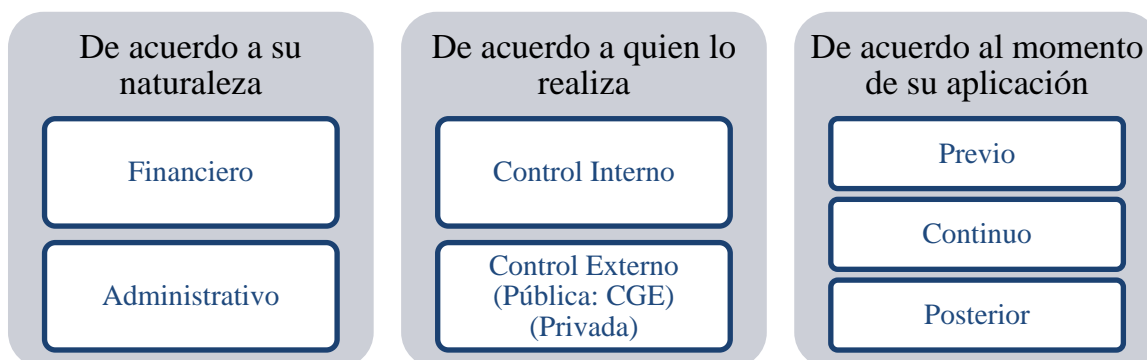 De acuerdo a su
naturaleza
Financiero
Administrativo
De acuerdo a quien lo
realiza
Control Interno
Control Externo
(Pública: CGE)
(Privada)
De acuerdo al momento
de su aplicación
Previo
Continuo
Posterior